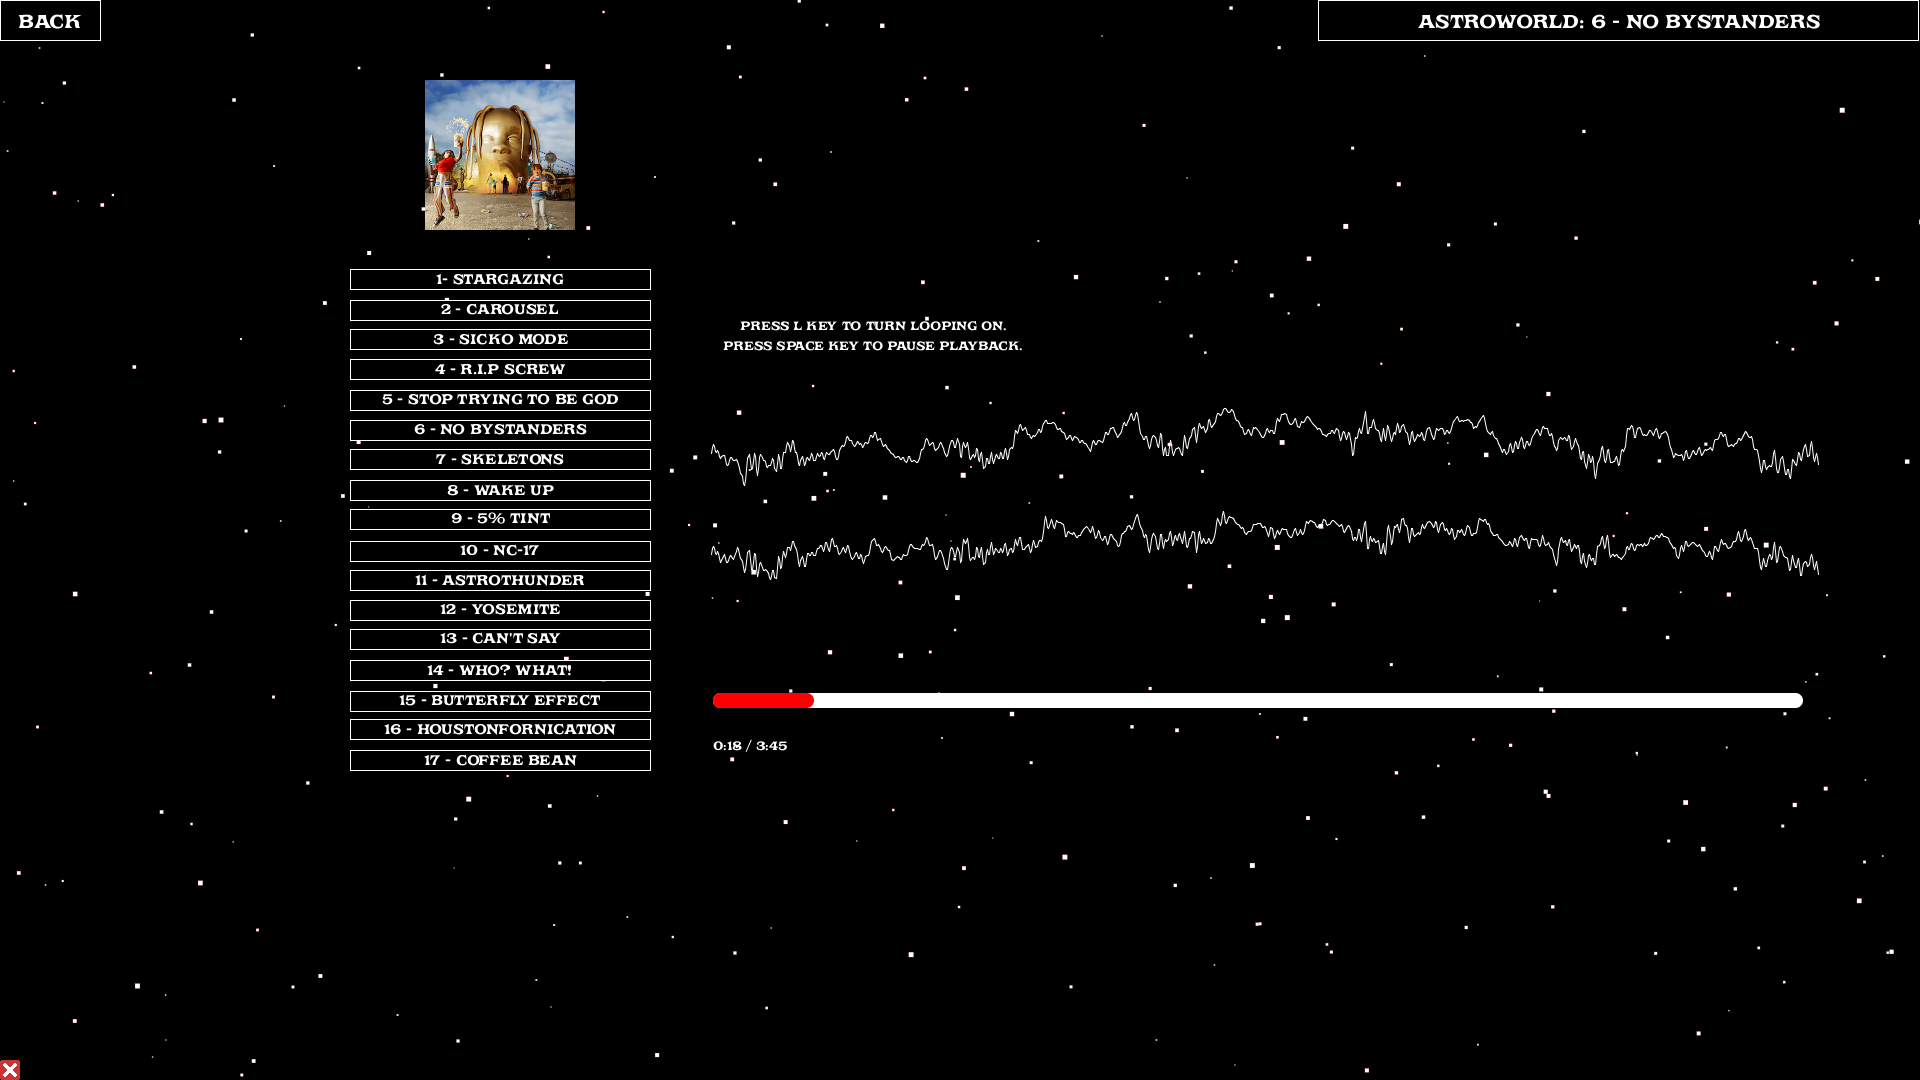 BACK
ASTROWORLD: 6 - NO BYSTANDERS
1- STARGAZING
2 - CAROUSEL
3 - SICKO MODE
4 - R.I.P SCREW
5 - STOP TRYING TO BE GOD
6 - NO BYSTANDERS
7 - SKELETONS
8 - WAKE UP
9 - 5% TINT
10 - NC-17
11 - ASTROTHUNDER
12 - YOSEMITE
13 - CAN'T SAY
14 - WHO? WHAT!
15 - BUTTERFLY EFFECT
16 - HOUSTONFORNICATION
17 - COFFEE BEAN
PRESS L KEY TO TURN LOOPING ON.
PRESS SPACE KEY TO PAUSE PLAYBACK.
0:18 / 3:45